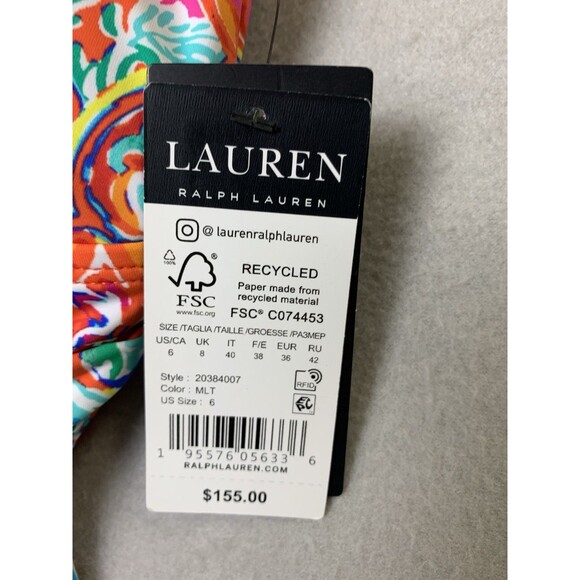 LAUREN
RALPH LAUREN
@ laurenralphlauren
100%
FSC
www.fsc.org
RECYCLED
Paper made from
recycled material
FSC® C074453
SIZE /TAGLIA /TAILLE /GROESSE /РАЗМЕР
US/CA UK IT F/E EUR RU
6 8 40 38 36 42
Style : 20384007
Color : MLT
US Size : 6
RFID
1 95576 05633 6
RALPHLAUREN.COM
$155.00